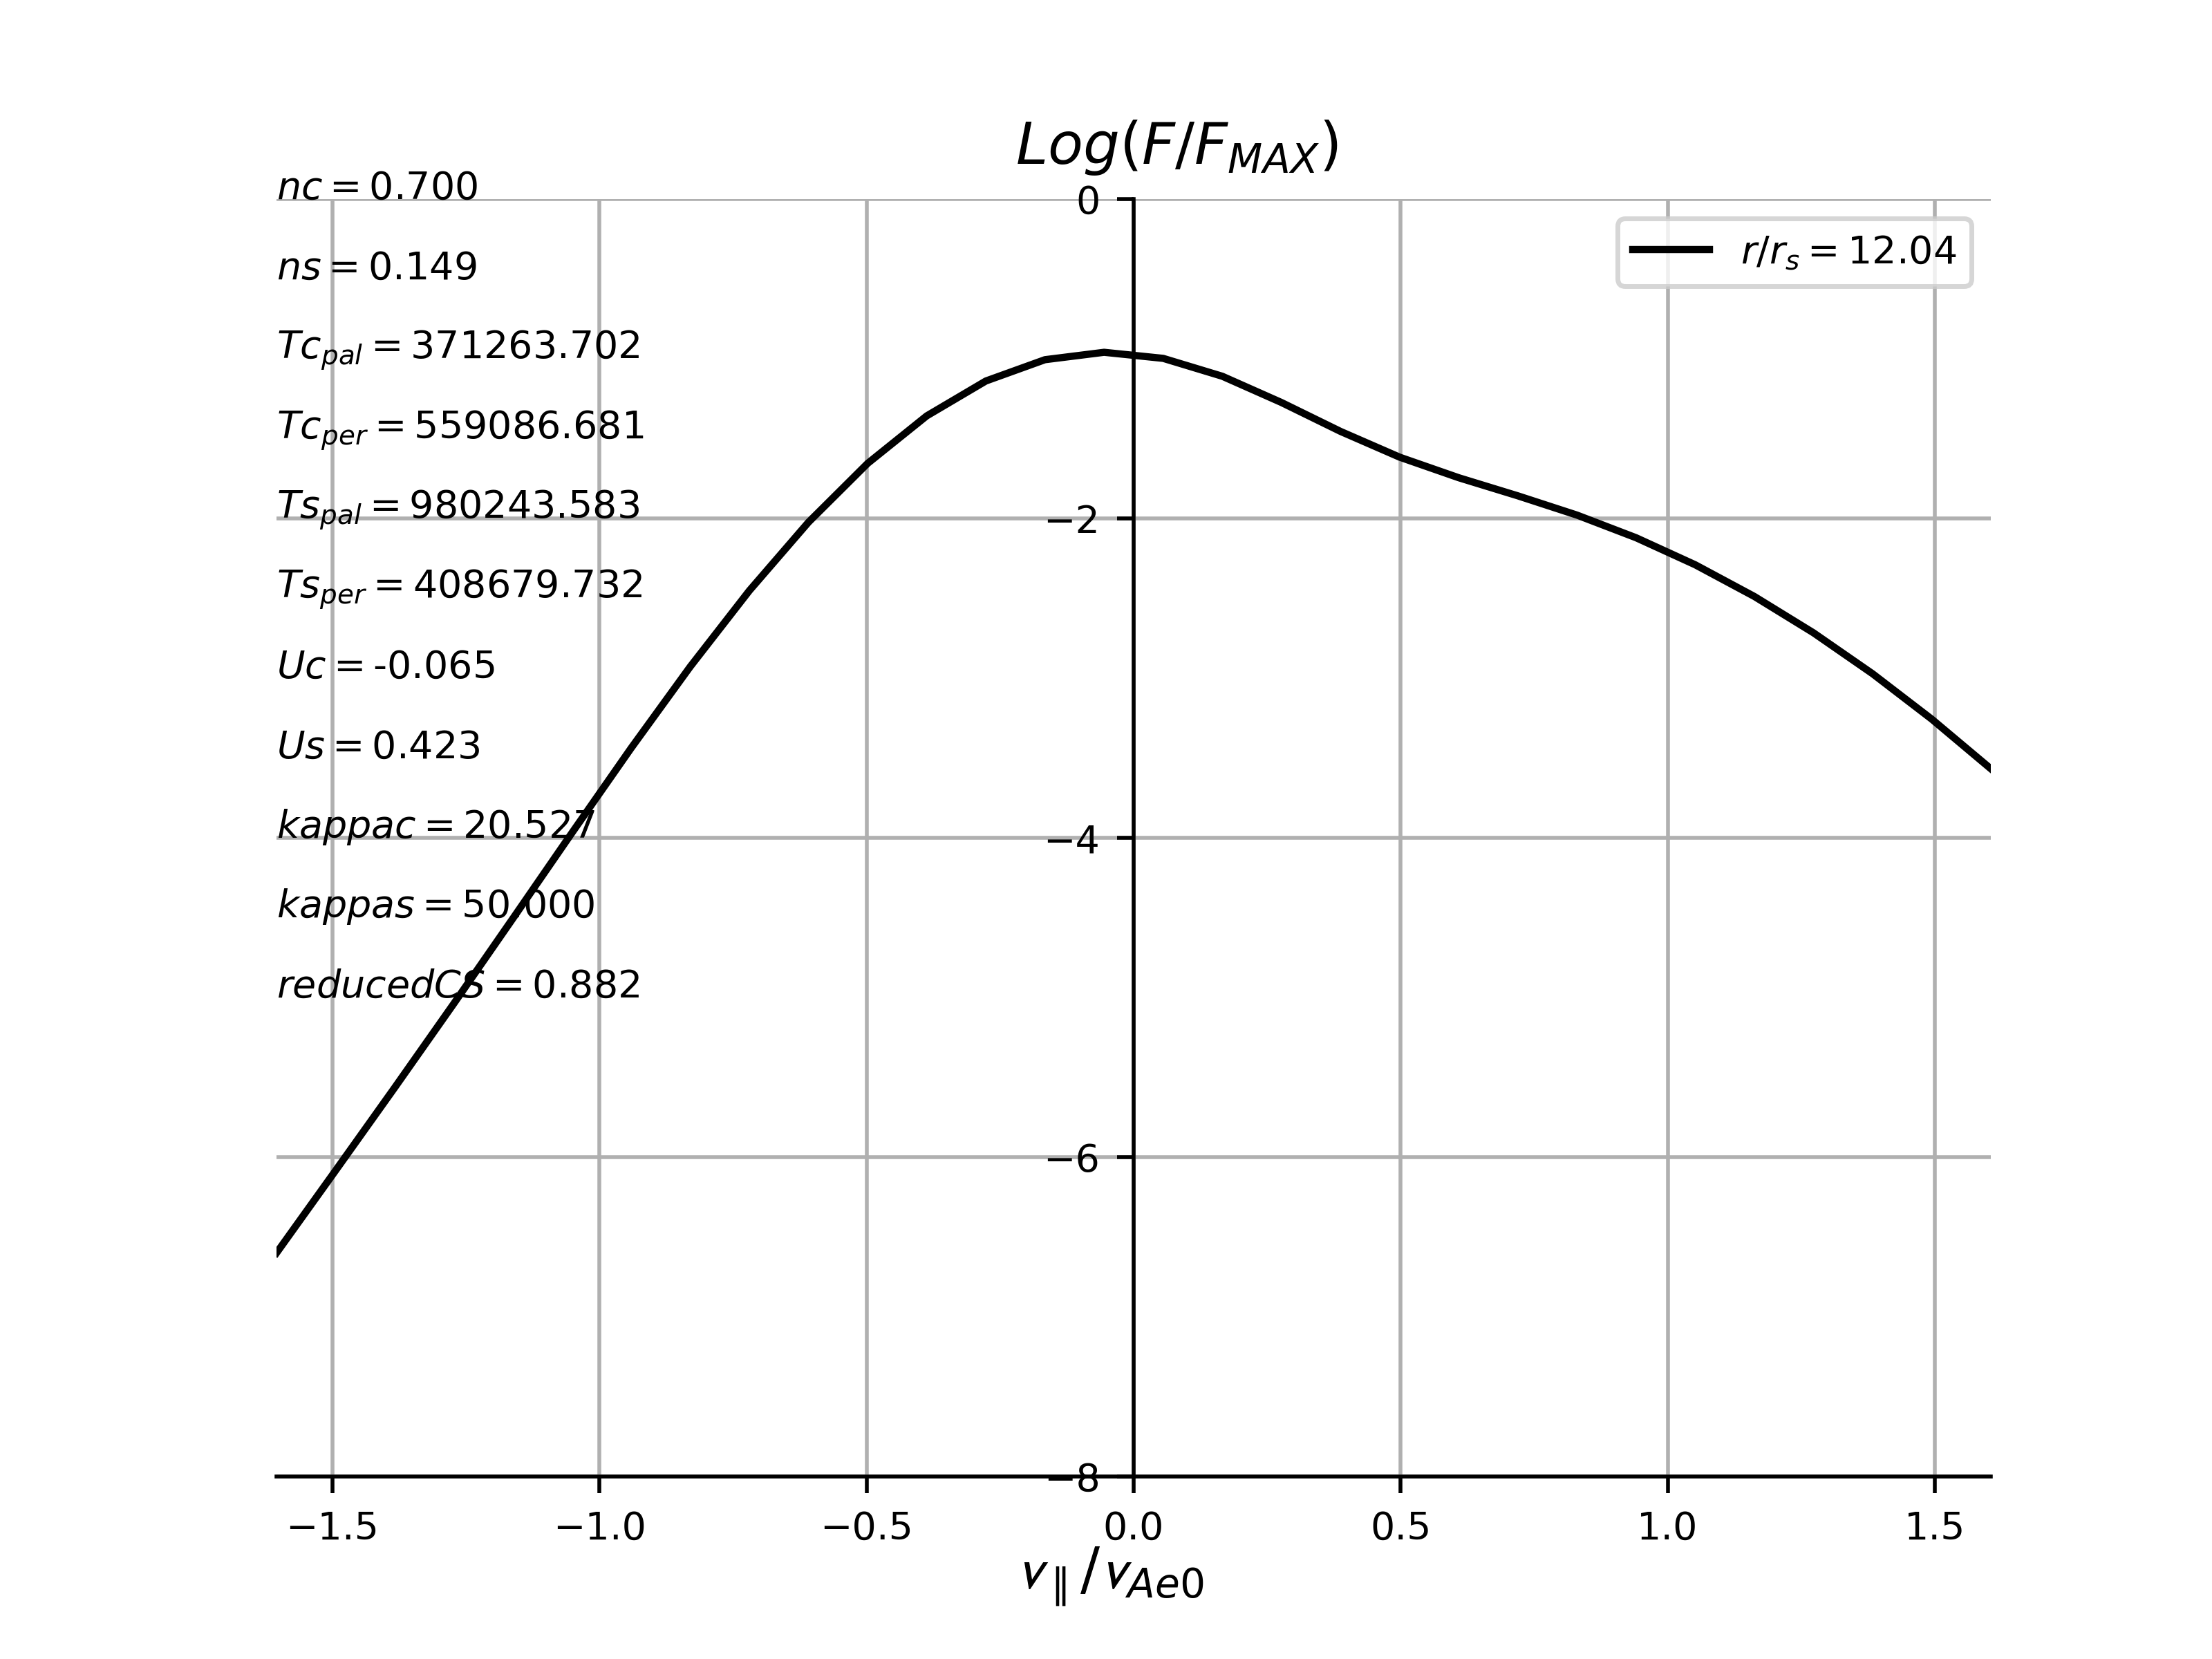 Log(F/F_MAX)
nc = 0.700
0
r/r_s = 12.04
ns = 0.149
Tc_pal = 371263.702
Tc_per = 559086.681
Ts_pal = 980243.583
−2
Ts_per = 408679.732
Uc = -0.065
Us = 0.423
kappac = 20.527
−4
kappas = 50.000
reducedCS = 0.882
−6
−8
−1.5 −1.0 −0.5 0.0 0.5 1.0 1.5
v_∥/v_Ae0